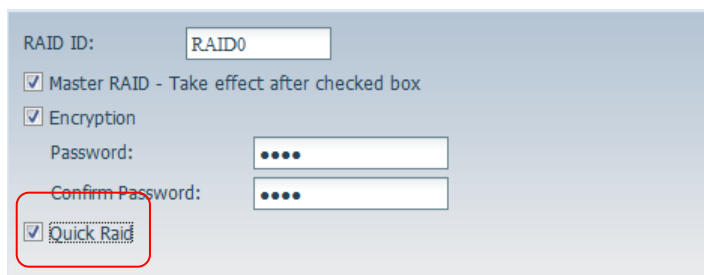 RAID ID: RAID0
Master RAID - Take effect after checked box
Encryption
Password: ••••
Confirm Password: ••••
Quick Raid